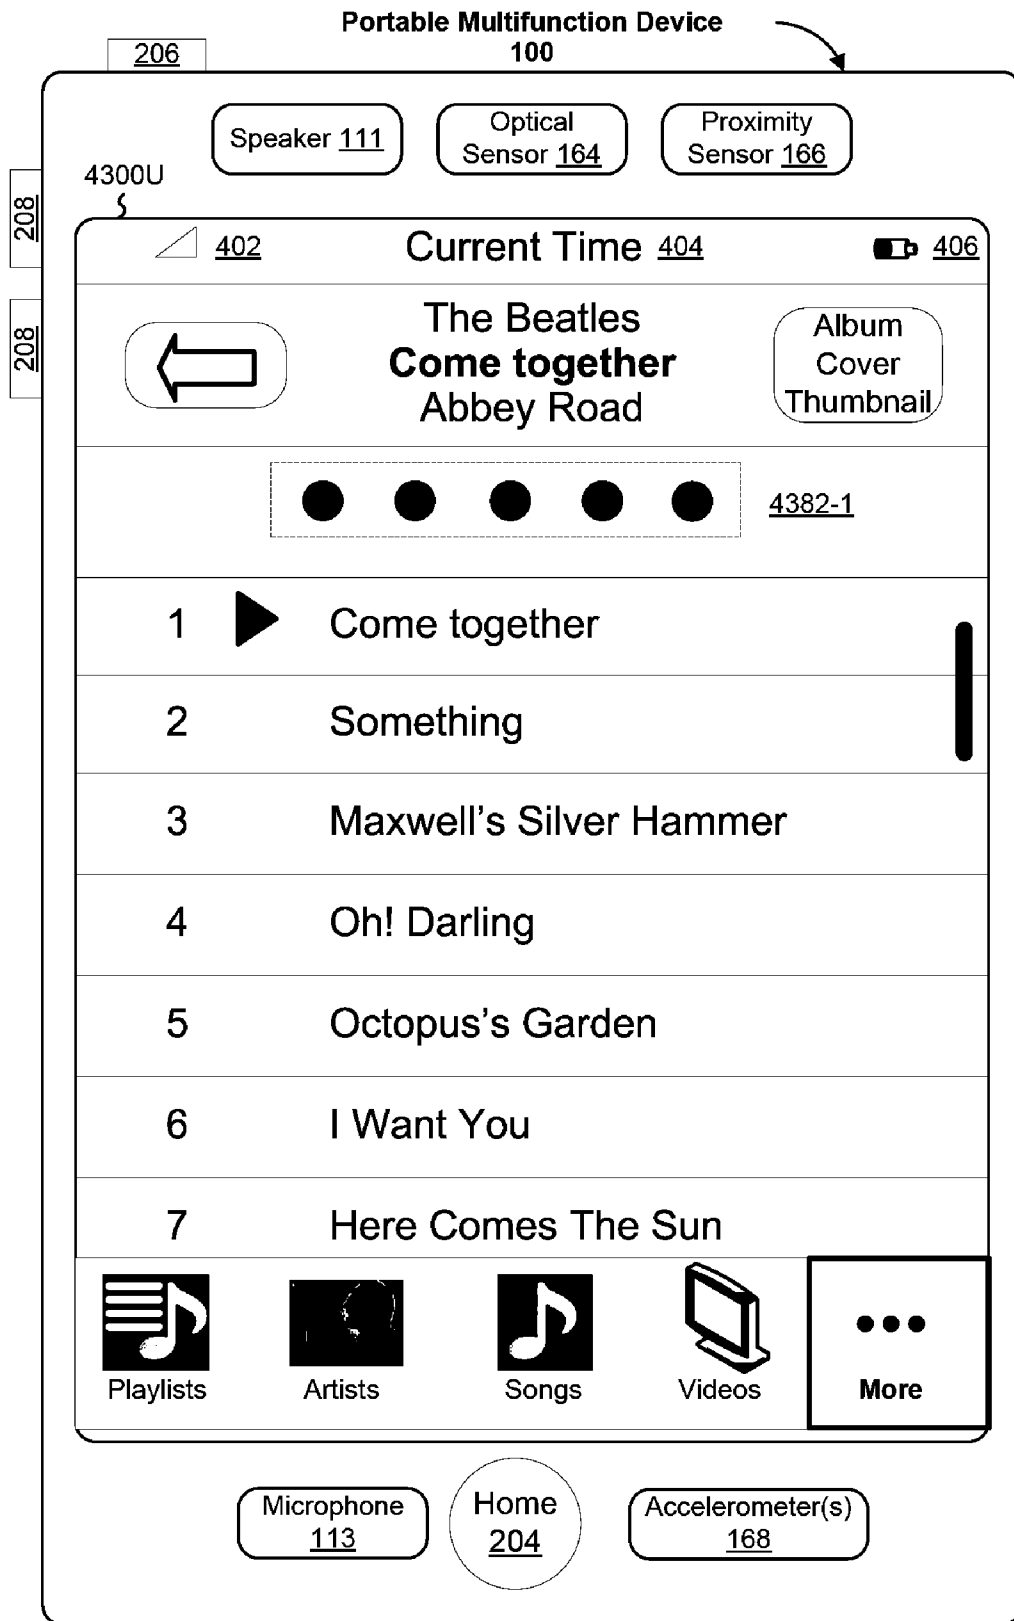 Portable Multifunction Device
100
206
Speaker 111
Optical
Sensor 164
Proximity
Sensor 166
4300U
208
208
402
Current Time 404
406
The Beatles
Come together
Abbey Road
Album
Cover
Thumbnail
4382-1
1 Come together
2 Something
3 Maxwell's Silver Hammer
4 Oh! Darling
5 Octopus's Garden
6 I Want You
7 Here Comes The Sun
Playlists
Artists
Songs
Videos
More
Microphone
113
Home
204
Accelerometer(s)
168